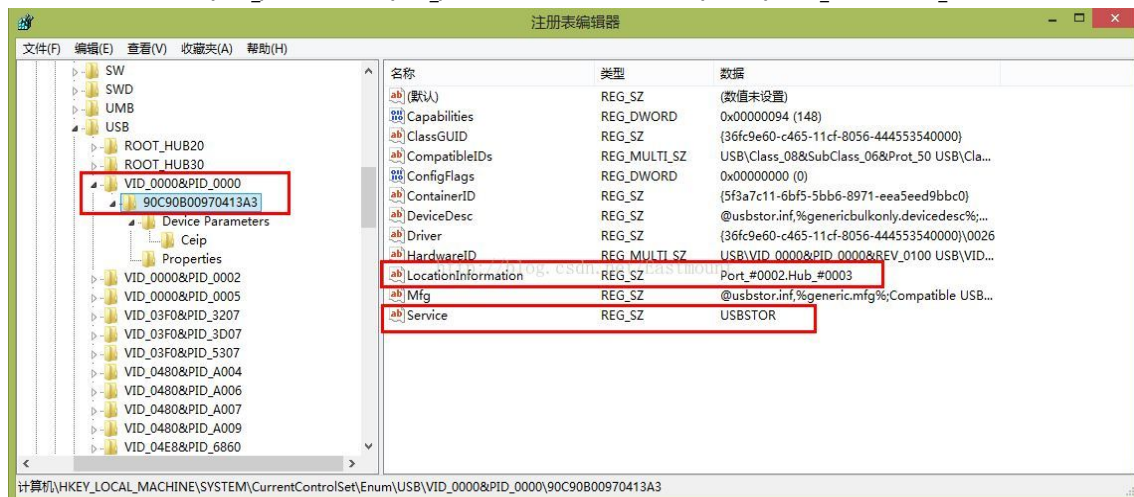 注册表编辑器
文件(F) 编辑(E) 查看(V) 收藏夹(A) 帮助(H)
SW
SWD
UMB
USB
ROOT_HUB20
ROOT_HUB30
VID_0000&PID_0000
90C90B00970413A3
Device Parameters
Ceip
Properties
VID_0000&PID_0002
VID_0000&PID_0005
VID_03F0&PID_3207
VID_03F0&PID_3D07
VID_03F0&PID_5307
VID_0480&PID_A004
VID_0480&PID_A006
VID_0480&PID_A007
VID_0480&PID_A009
VID_04E8&PID_6860
名称 类型 数据
(默认) REG_SZ (数值未设置)
Capabilities REG_DWORD 0x00000094 (148)
ClassGUID REG_SZ {36fc9e60-c465-11cf-8056-444553540000}
CompatibleIDs REG_MULTI_SZ USB\Class_08&SubClass_06&Prot_50 USB\Cla...
ConfigFlags REG_DWORD 0x00000000 (0)
ContainerID REG_SZ {5f3a7c11-6bf5-5bb6-8971-eea5eed9bbc0}
DeviceDesc REG_SZ @usbstor.inf,%genericbulkonly.devicedesc%;...
Driver REG_SZ {36fc9e60-c465-11cf-8056-444553540000}\0026
HardwareID REG_MULTI_SZ USB\VID_0000&PID_0000&REV_0100 USB\VID...
LocationInformation REG_SZ Port_#0002.Hub_#0003
Mfg REG_SZ @usbstor.inf,%generic.mfg%;Compatible USB...
Service REG_SZ USBSTOR
计算机\HKEY_LOCAL_MACHINE\SYSTEM\CurrentControlSet\Enum\USB\VID_0000&PID_0000\90C90B00970413A3